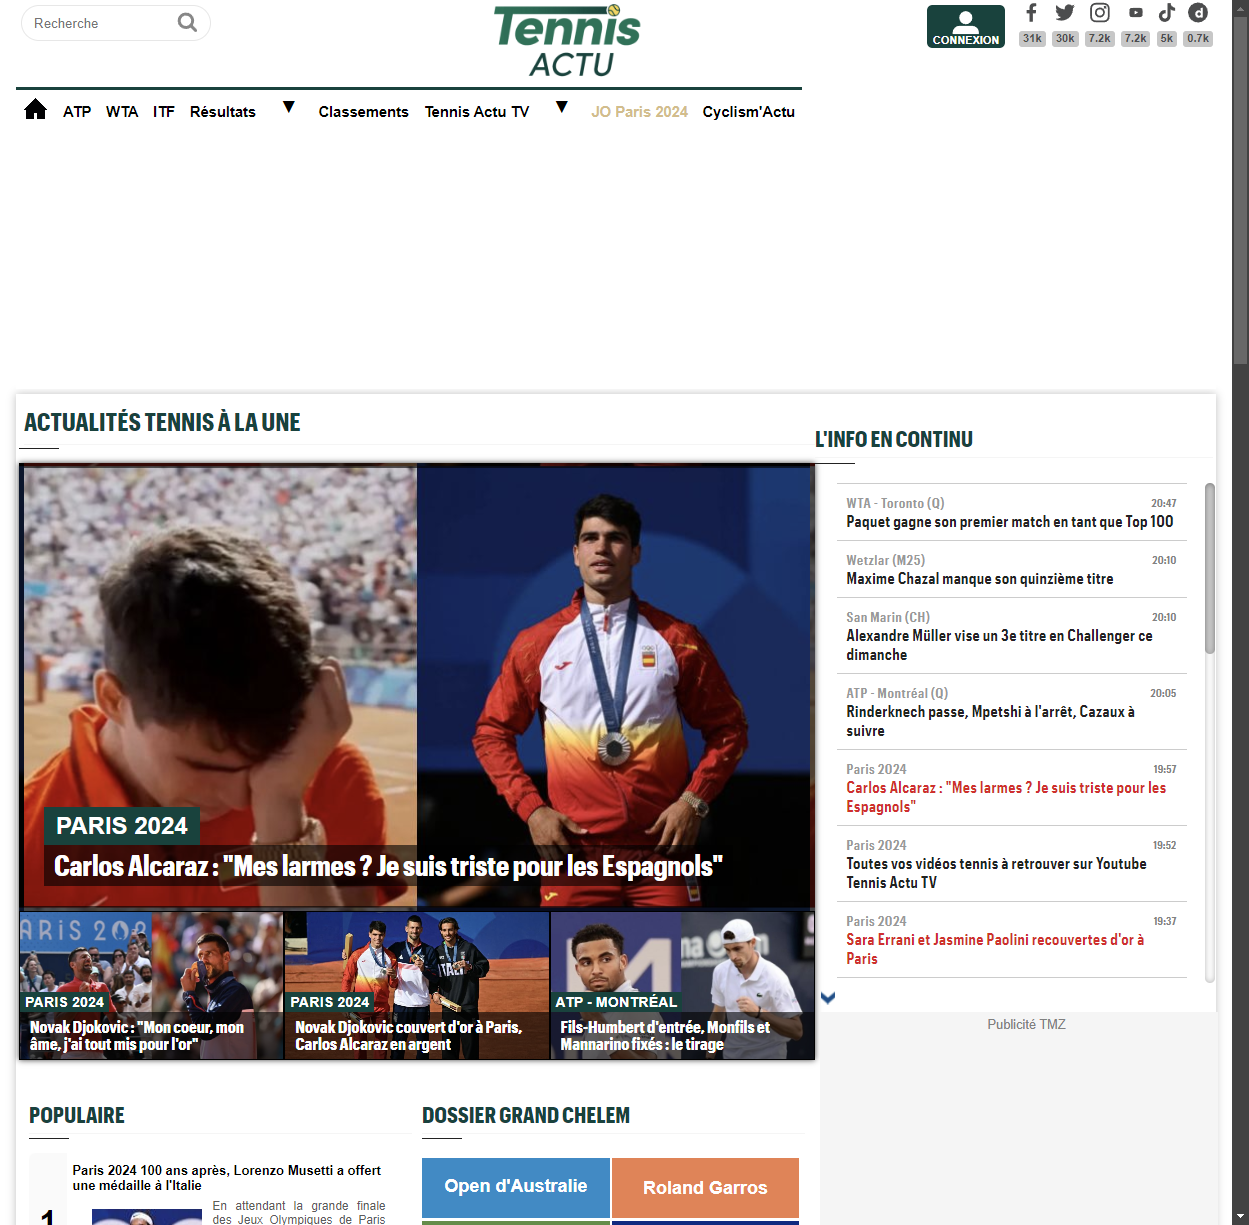 Recherche
Tennis
ACTU
CONNEXION
31k
30k
7.2k
7.2k
5k
0.7k
ATP
WTA
ITF
Résultats
Classements
Tennis Actu TV
JO Paris 2024
Cyclism'Actu
ACTUALITÉS TENNIS À LA UNE
PARIS 2024
Carlos Alcaraz : "Mes larmes ? Je suis triste pour les Espagnols"
PARIS 2024
Novak Djokovic : "Mon coeur, mon
âme, j'ai tout mis pour l'or"
PARIS 2024
Novak Djokovic couvert d'or à Paris,
Carlos Alcaraz en argent
ATP - MONTRÉAL
Fils-Humbert d'entrée, Monfils et
Mannarino fixés : le tirage
L'INFO EN CONTINU
WTA - Toronto (Q) 20:47
Paquet gagne son premier match en tant que Top 100
Wetzlar (M25) 20:10
Maxime Chazal manque son quinzième titre
San Marin (CH) 20:10
Alexandre Müller vise un 3e titre en Challenger ce
dimanche
ATP - Montréal (Q) 20:05
Rinderknech passe, Mpetshi à l'arrêt, Cazaux à
suivre
Paris 2024 19:57
Carlos Alcaraz : "Mes larmes ? Je suis triste pour les
Espagnols"
Paris 2024 19:52
Toutes vos vidéos tennis à retrouver sur Youtube
Tennis Actu TV
Paris 2024 19:37
Sara Errani et Jasmine Paolini recouvertes d'or à
Paris
Publicité TMZ
POPULAIRE
1
Paris 2024 100 ans après, Lorenzo Musetti a offert
une médaille à l'Italie
En attendant la grande finale
des Jeux Olympiques de Paris
DOSSIER GRAND CHELEM
Open d'Australie
Roland Garros